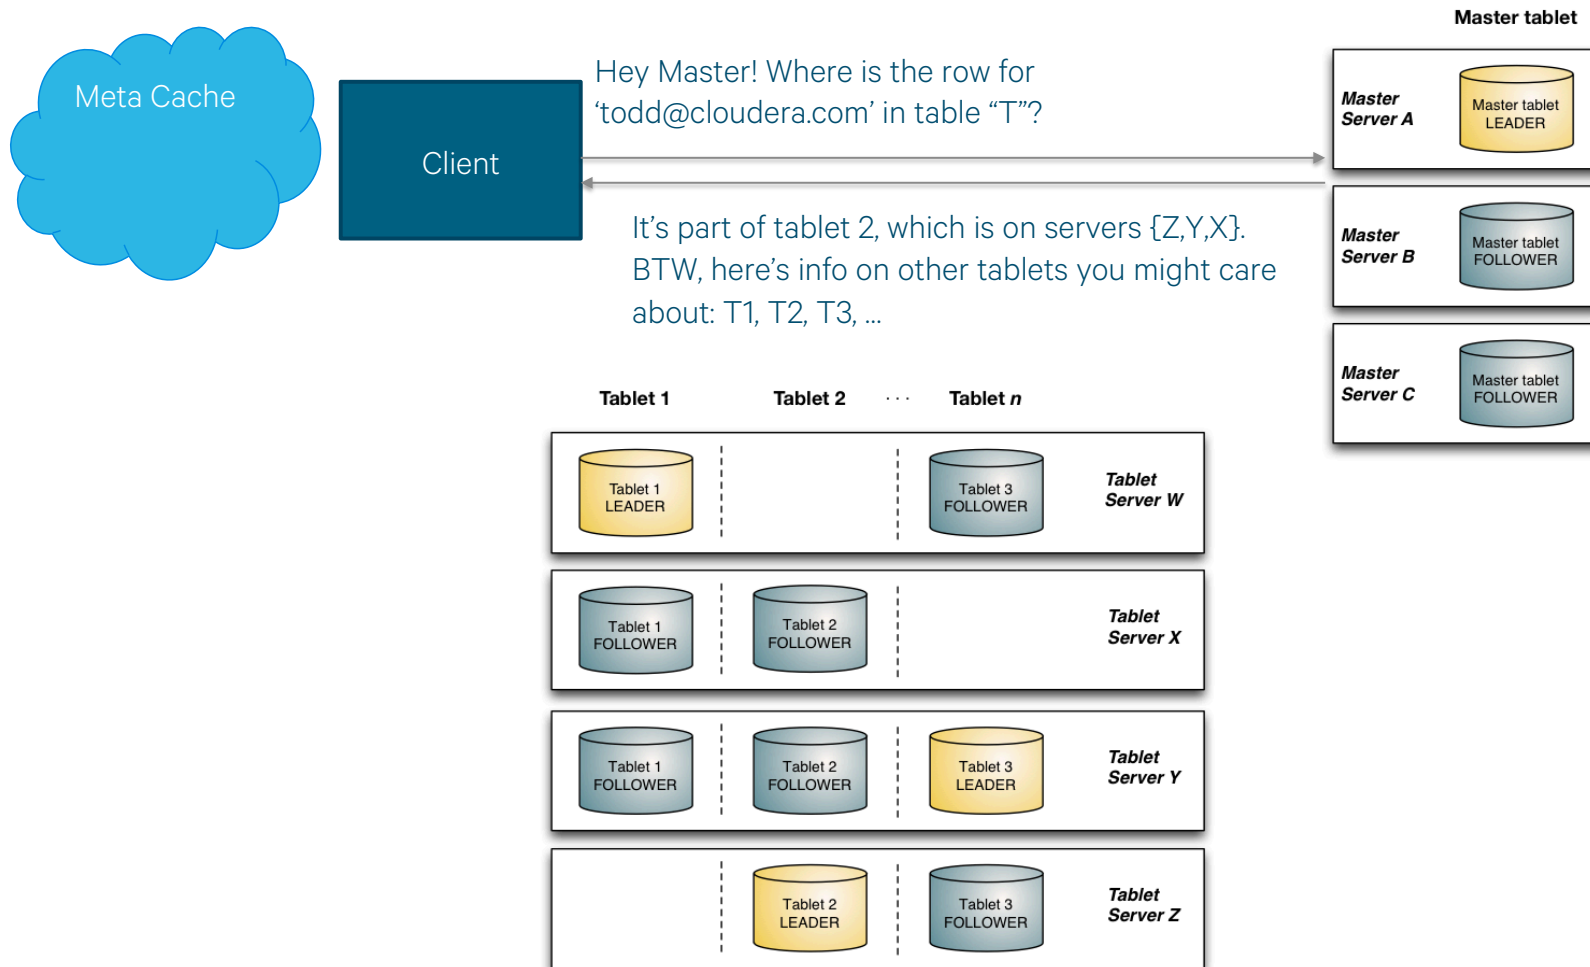 Master tablet
Meta Cache
Client
Hey Master! Where is the row for
‘todd@cloudera.com’ in table “T”?
It’s part of tablet 2, which is on servers {Z,Y,X}.
BTW, here’s info on other tablets you might care
about: T1, T2, T3, ...
Master
Server A
Master tablet
LEADER
Master
Server B
Master tablet
FOLLOWER
Master
Server C
Master tablet
FOLLOWER
Tablet 1 Tablet 2 · · · Tablet n
Tablet 1
LEADER
Tablet 3
FOLLOWER
Tablet
Server W
Tablet 1
FOLLOWER
Tablet 2
FOLLOWER
Tablet
Server X
Tablet 1
FOLLOWER
Tablet 2
FOLLOWER
Tablet 3
LEADER
Tablet
Server Y
Tablet 2
LEADER
Tablet 3
FOLLOWER
Tablet
Server Z